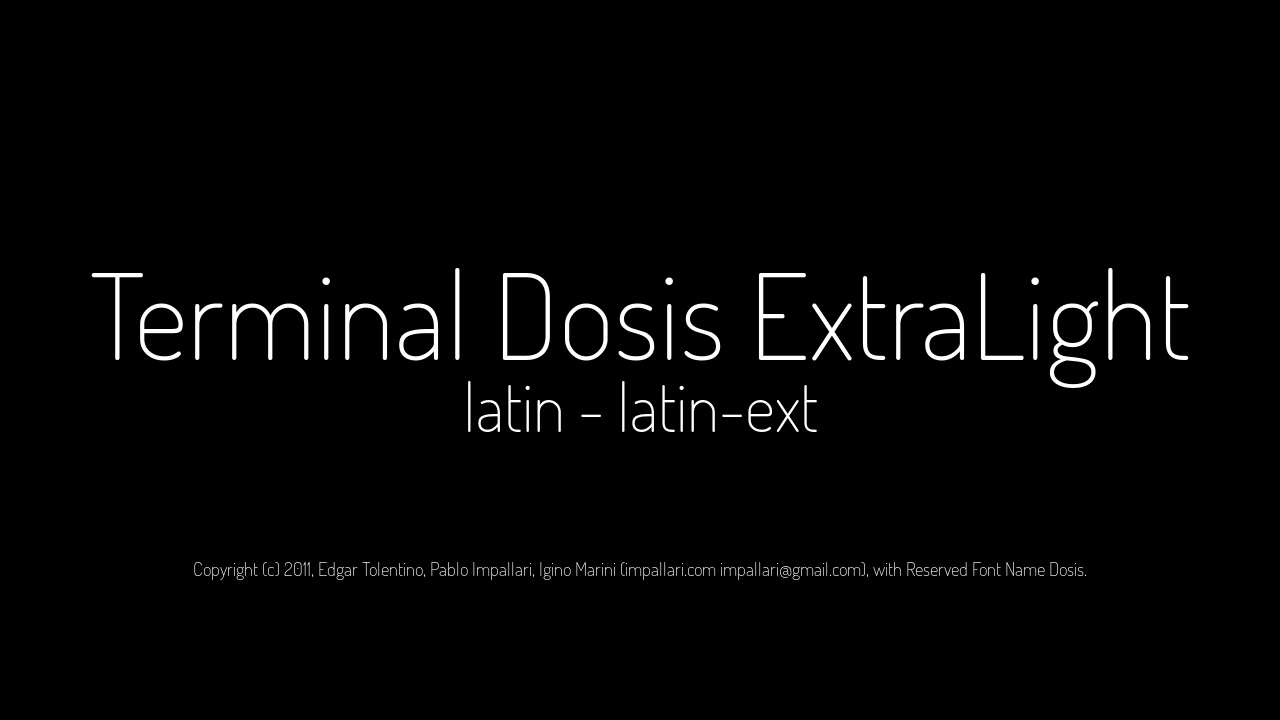 Terminal Dosis ExtraLight
latin - latin-ext
Copyright (c) 2011, Edgar Tolentino, Pablo Impallari, Igino Marini (impallari.com impallari@gmail.com), with Reserved Font Name Dosis.